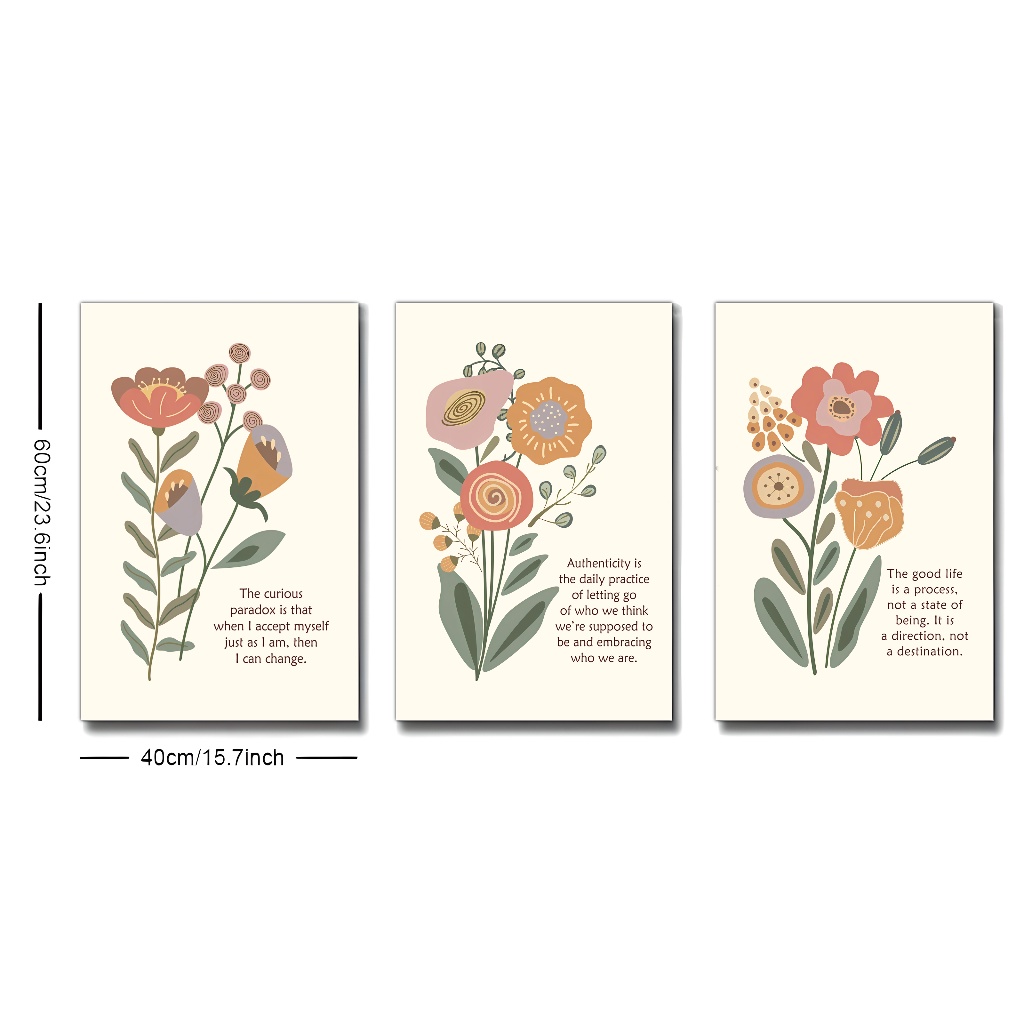 60cm/23.6inch
The curious
paradox is that
when I accept myself
just as I am, then
I can change.
Authenticity is
the daily practice
of letting go
of who we think
we're supposed to
be and embracing
who we are.
The good life
is a process,
not a state of
being. It is
a direction, not
a destination.
40cm/15.7inch